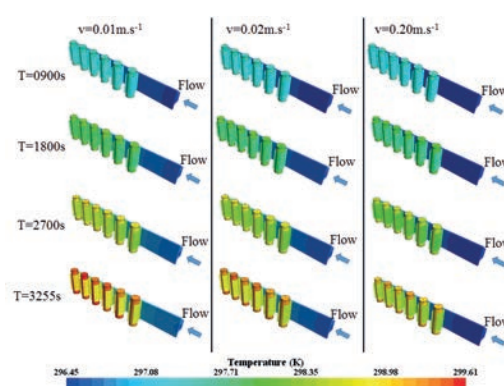 v=0.01m.s-1 v=0.02m.s-1 v=0.20m.s-1
T=0900s Flow Flow Flow
T=1800s Flow Flow Flow
T=2700s Flow Flow Flow
T=3255s Flow Flow Flow
Temperature (K)
296.45 297.08 297.71 298.35 298.98 299.61